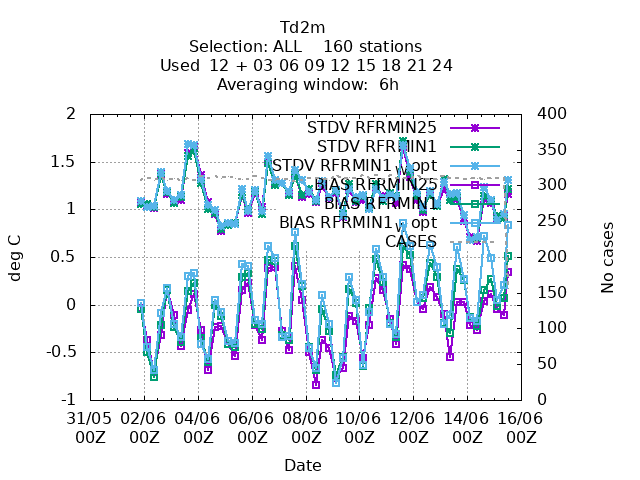 Td2m
Selection: ALL    160 stations
Used  12 + 03 06 09 12 15 18 21 24
Averaging window:  6h
2
1.5
1
0.5
0
-0.5
-1
400
350
300
250
200
150
100
50
0
deg C
No cases
STDV RFRMIN25
STDV RFRMIN1
STDV RFRMIN1_v_opt
BIAS RFRMIN25
BIAS RFRMIN1
BIAS RFRMIN1_v_opt
CASES
31/05 02/06 04/06 06/06 08/06 10/06 12/06 14/06 16/06
00Z 00Z 00Z 00Z 00Z 00Z 00Z 00Z 00Z
Date